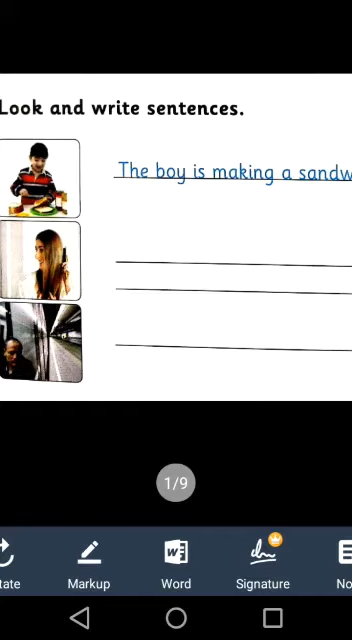 Look and write sentences.
The boy is making a sandw
1/9
tate
Markup
Word
Signature
No